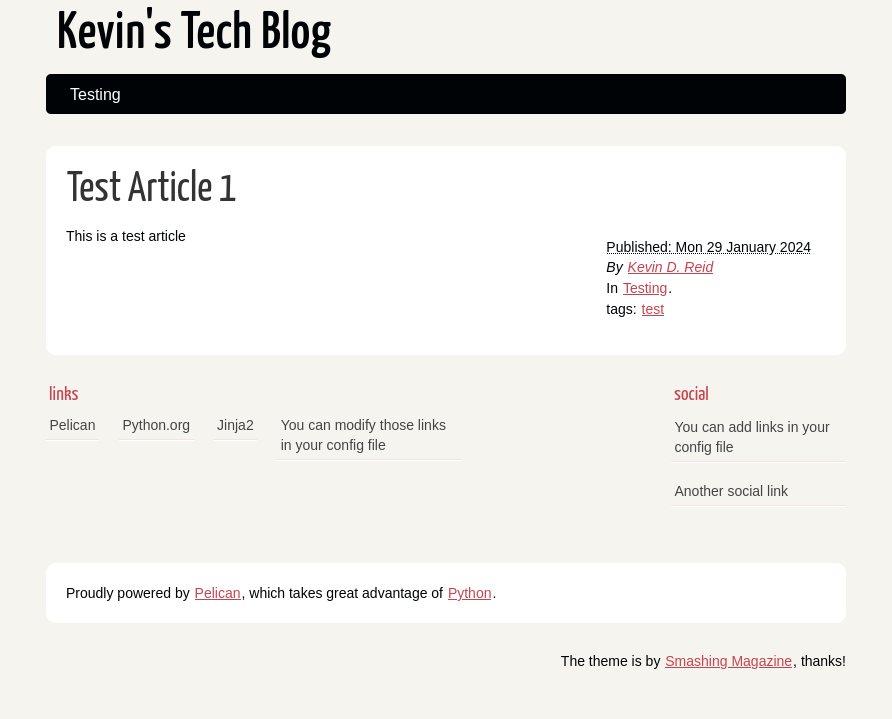 Kevin's Tech Blog
Testing
Test Article 1
This is a test article
Published: Mon 29 January 2024
By Kevin D. Reid
In Testing.
tags: test
links
Pelican
Python.org
Jinja2
You can modify those links
in your config file
social
You can add links in your
config file
Another social link
Proudly powered by Pelican, which takes great advantage of Python.
The theme is by Smashing Magazine, thanks!